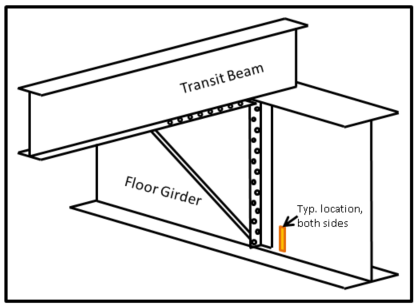 Transit Beam
Floor Girder
Typ. location,
both sides